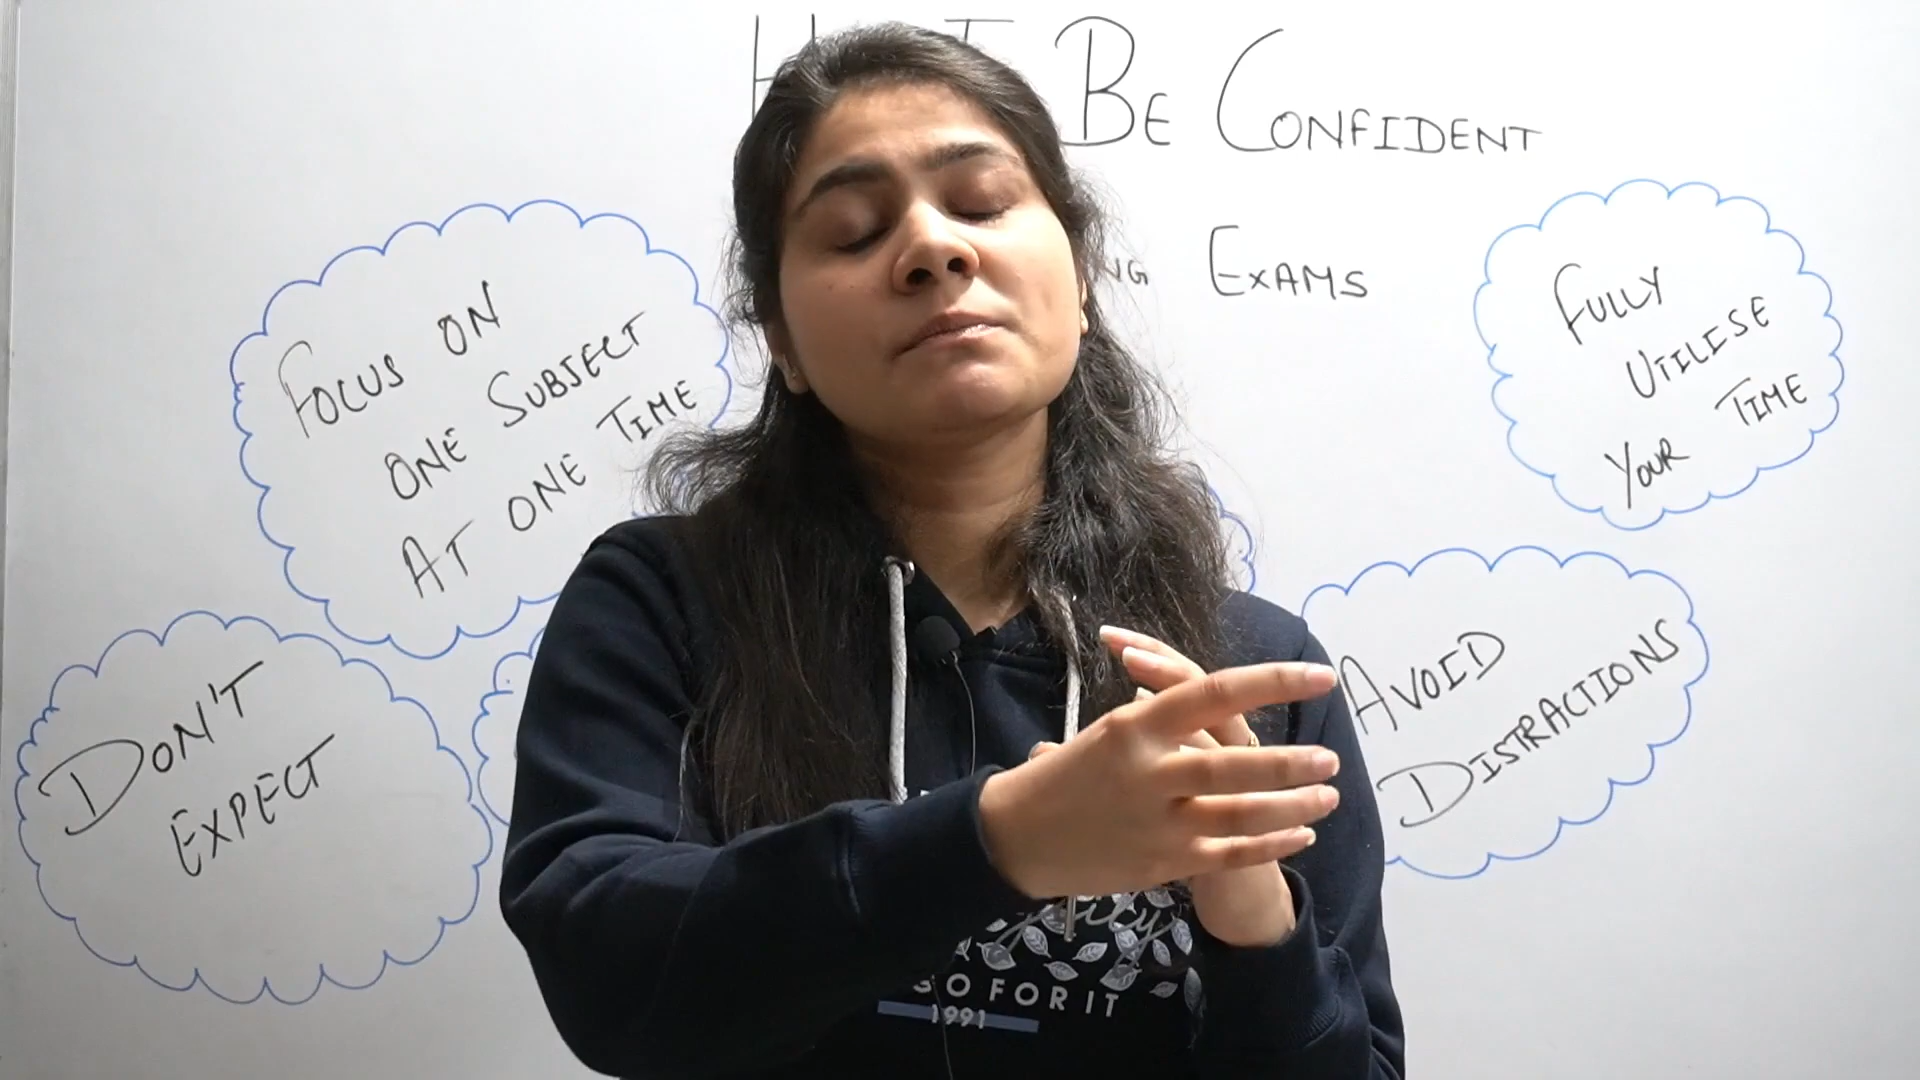 BE CONFIDENT
EXAMS
FOCUS ON
ONE SUBJECT
AT ONE TIME
FULLY
UTILISE
YOUR TIME
DON'T
EXPECT
AVOID
DISTRACTIONS
GO FOR IT
1991